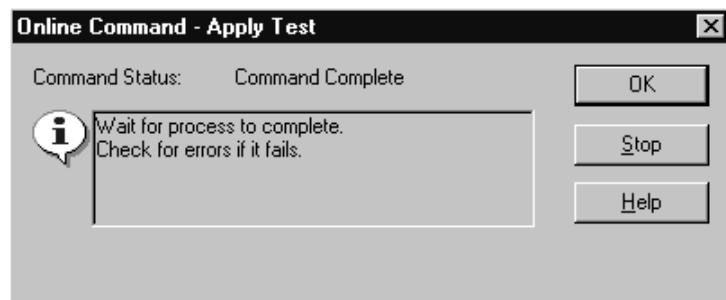 Online Command - Apply Test
Command Status: Command Complete
OK
Wait for process to complete.
Check for errors if it fails.
Stop
Help